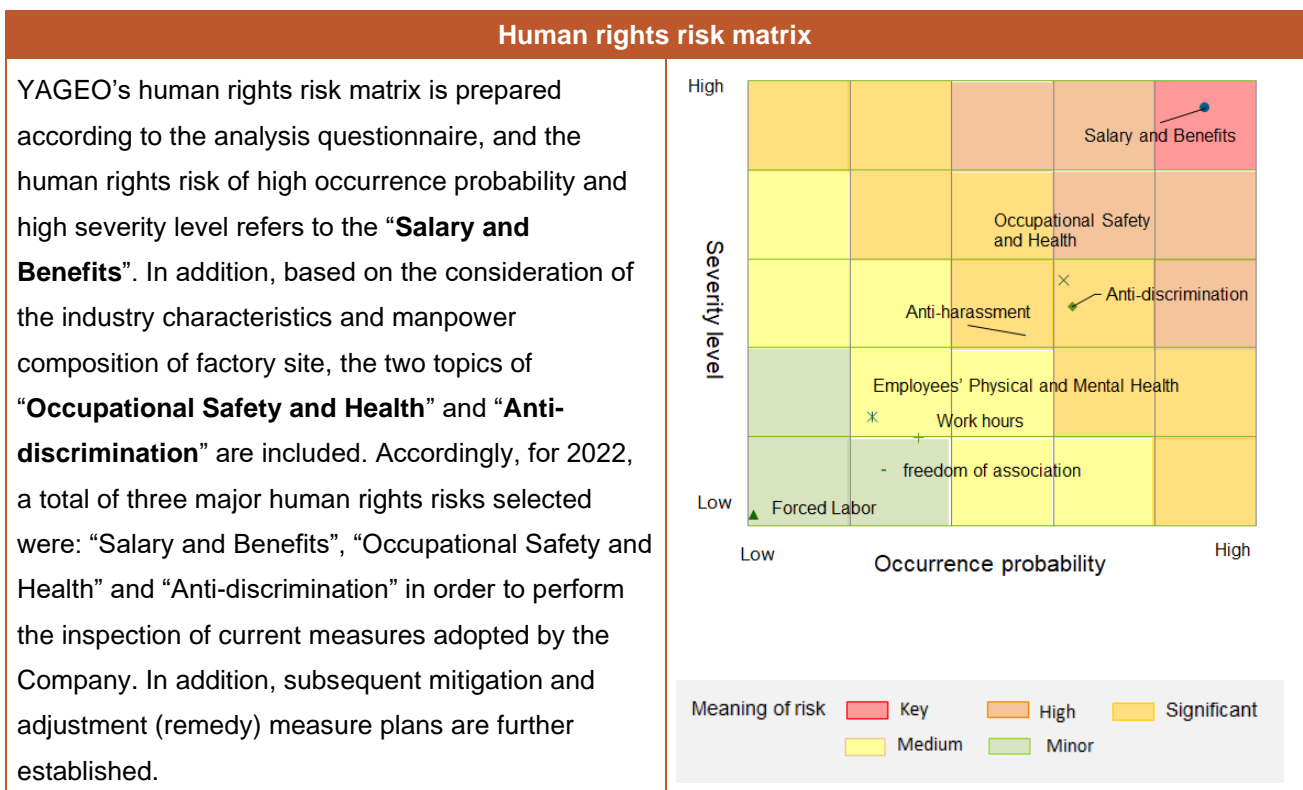 Human rights risk matrix
YAGEO’s human rights risk matrix is prepared
according to the analysis questionnaire, and the
human rights risk of high occurrence probability and
high severity level refers to the “Salary and
Benefits”. In addition, based on the consideration of
the industry characteristics and manpower
composition of factory site, the two topics of
“Occupational Safety and Health” and “Anti-
discrimination” are included. Accordingly, for 2022,
a total of three major human rights risks selected
were: “Salary and Benefits”, “Occupational Safety and
Health” and “Anti-discrimination” in order to perform
the inspection of current measures adopted by the
Company. In addition, subsequent mitigation and
adjustment (remedy) measure plans are further
established.
High
Salary and Benefits
Occupational Safety
and Health
Severity level
Anti-discrimination
Anti-harassment
Employees’ Physical and Mental Health
Work hours
freedom of association
Low
Forced Labor
Low
Occurrence probability
High
Meaning of risk
Key
High
Significant
Medium
Minor